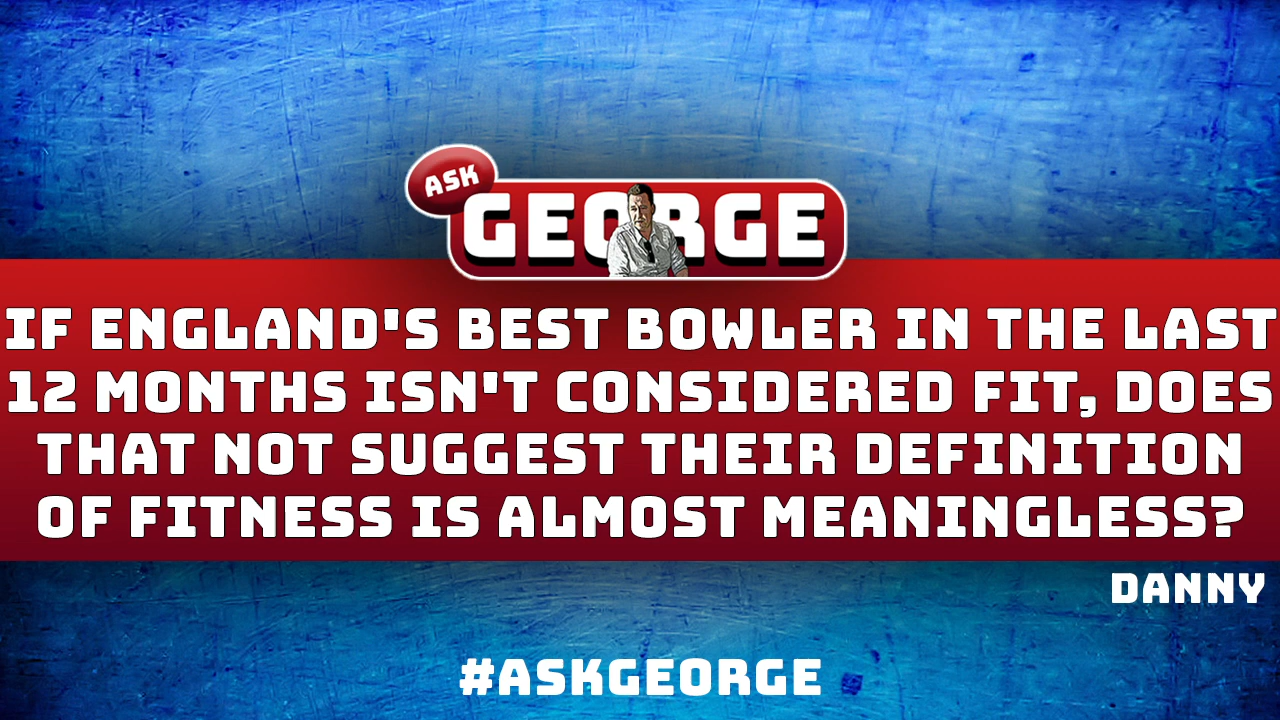 ASK
GEORGE
IF ENGLAND'S BEST BOWLER IN THE LAST
12 MONTHS ISN'T CONSIDERED FIT, DOES
THAT NOT SUGGEST THEIR DEFINITION
OF FITNESS IS ALMOST MEANINGLESS?
DANNY
#ASKGEORGE